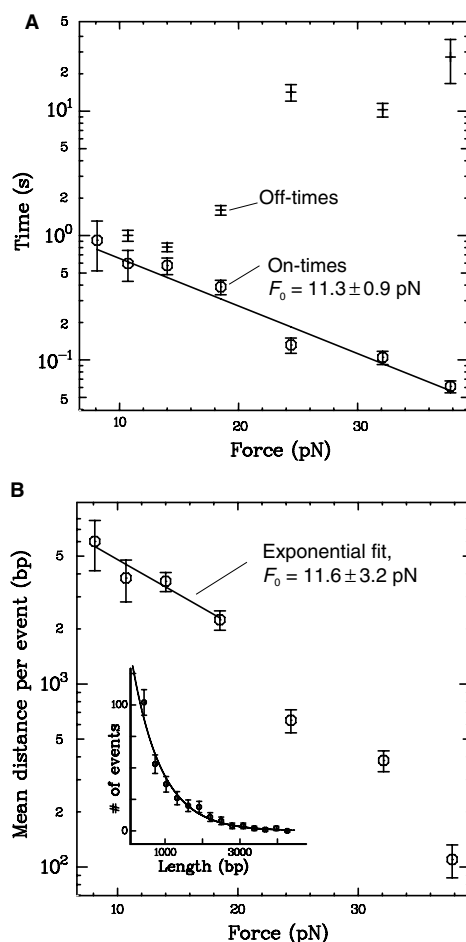 A
5
2
10¹
5
2
10⁰
5
2
10⁻¹
5
Time (s)
Off-times
On-times
F₀ = 11.3 ± 0.9 pN
10
20
30
Force (pN)
B
5
2
10³
5
2
10²
Mean distance per event (bp)
Exponential fit,
F₀ = 11.6 ± 3.2 pN
100
0
# of events
1000
3000
Length (bp)
10
20
30
Force (pN)